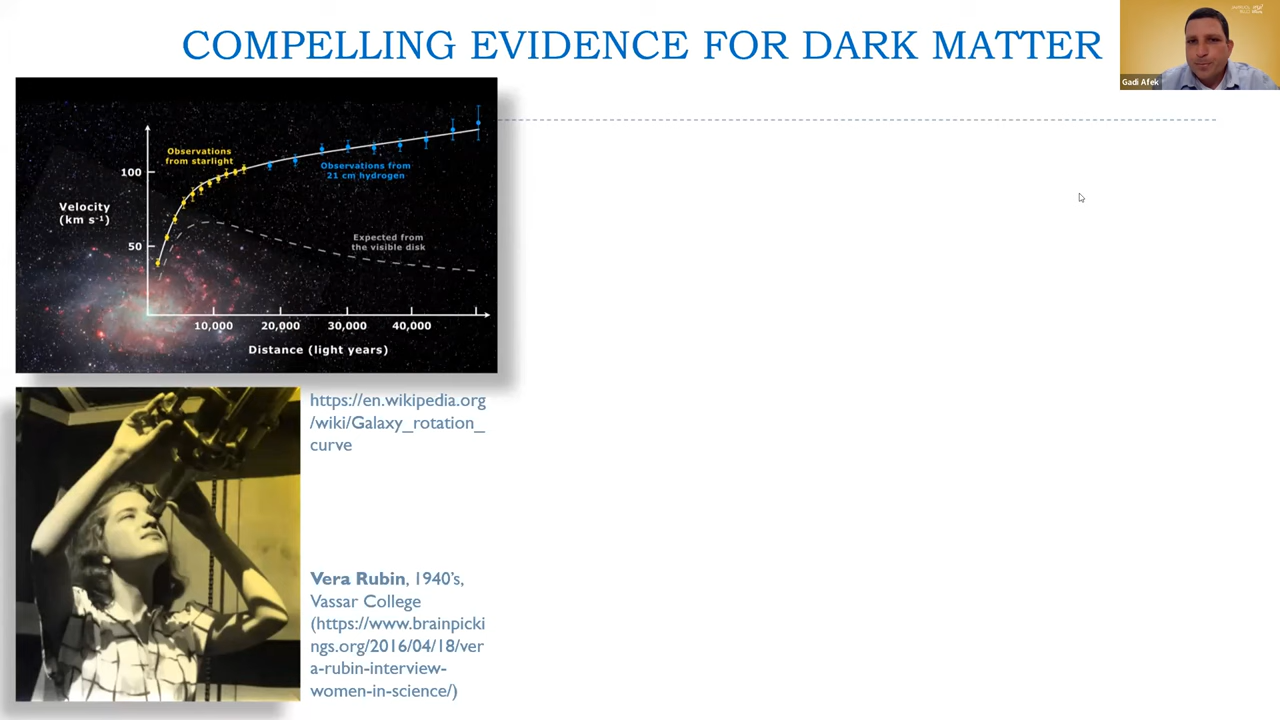 COMPELLING EVIDENCE FOR DARK MATTER
Gadi Afek
Observations
from starlight
100
Observations from
21 cm hydrogen
Velocity
(km s⁻¹)
50
Expected from
the visible disk
10,000 20,000 30,000 40,000
Distance (light years)
https://en.wikipedia.org
/wiki/Galaxy_rotation_
curve
Vera Rubin, 1940's,
Vassar College
(https://www.brainpicki
ngs.org/2016/04/18/ver
a-rubin-interview-
women-in-science/)